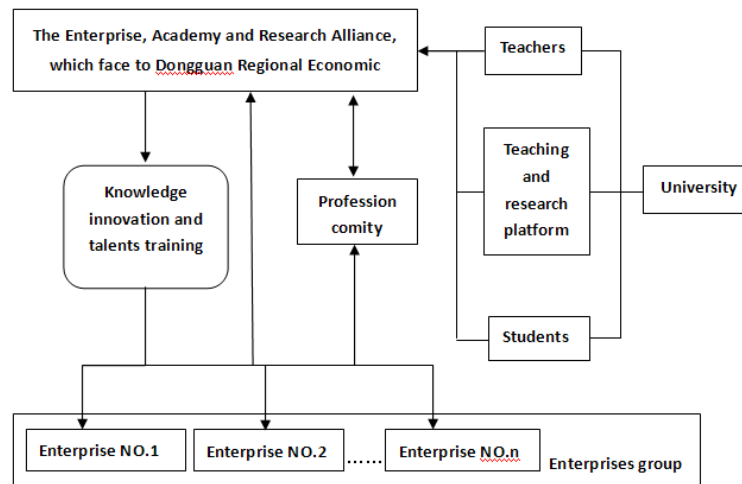 The Enterprise, Academy and Research Alliance,
which face to Dongguan Regional Economic
Teachers
Knowledge
innovation and
talents training
Profession
comity
Teaching
and
research
platform
University
Students
Enterprise NO.1
Enterprise NO.2
......
Enterprise NO.n
Enterprises group